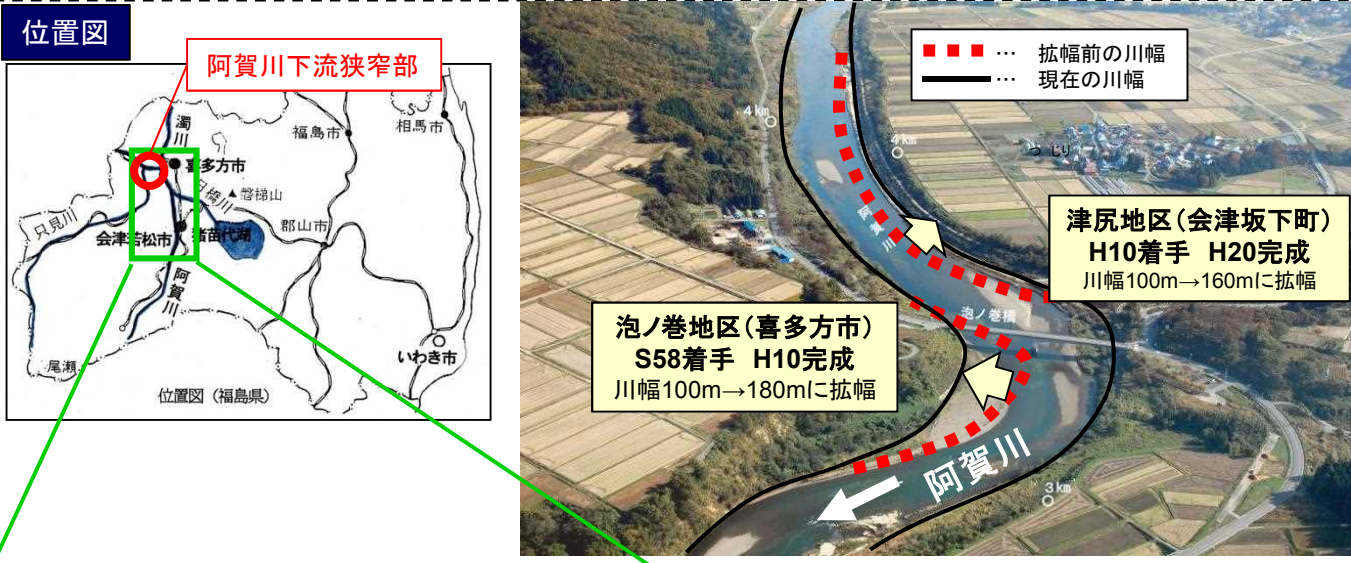 位置図
阿賀川下流狭窄部
濁川
福島市
相馬市
喜多方市
日橋川
▲磐梯山
只見川
会津若松市
猪苗代湖
郡山市
阿賀川
いわき市
尾瀬
位置図（福島県）
… 拡幅前の川幅
… 現在の川幅
4km
4km
つじり
阿賀川
津尻地区（会津坂下町）
H10着手 H20完成
川幅100m→160mに拡幅
泡ノ巻橋
泡ノ巻地区（喜多方市）
S58着手 H10完成
川幅100m→180mに拡幅
阿賀川
3km